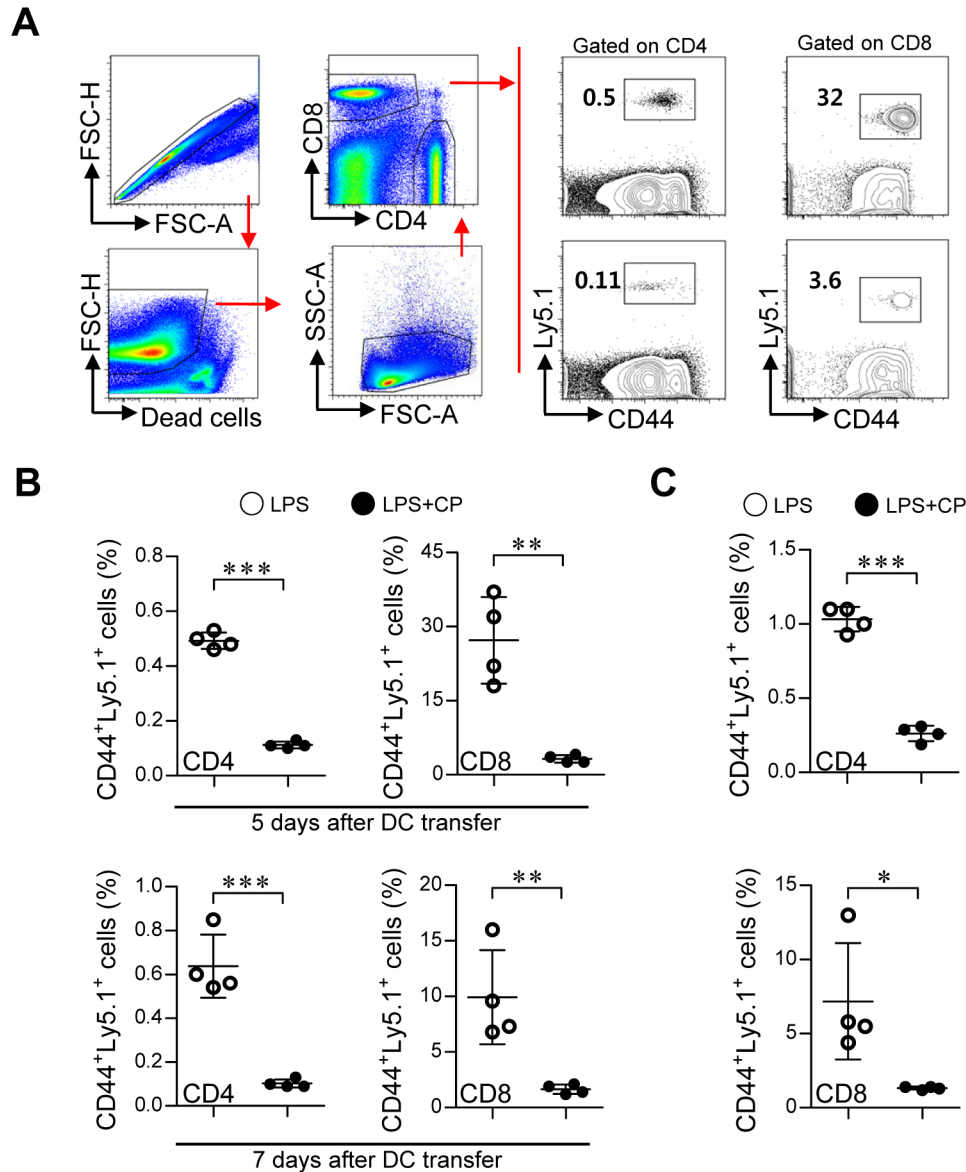 A
FSC-H
FSC-A
CD8
CD4
Gated on CD4
Gated on CD8
0.5
32
FSC-H
Dead cells
SSC-A
FSC-A
0.11
3.6
Ly5.1
CD44
Ly5.1
CD44
B
LPS LPS+CP
CD44+Ly5.1+ cells (%)
0.8
0.6
0.4
0.2
0.0
***
CD4
CD44+Ly5.1+ cells (%)
45
30
15
0
**
CD8
5 days after DC transfer
CD44+Ly5.1+ cells (%)
1.0
0.8
0.6
0.4
0.2
0.0
***
CD4
CD44+Ly5.1+ cells (%)
20
15
10
5
0
**
CD8
7 days after DC transfer
C
LPS LPS+CP
CD44+Ly5.1+ cells (%)
1.5
1.0
0.5
0.0
***
CD4
CD44+Ly5.1+ cells (%)
15
10
5
0
*
CD8